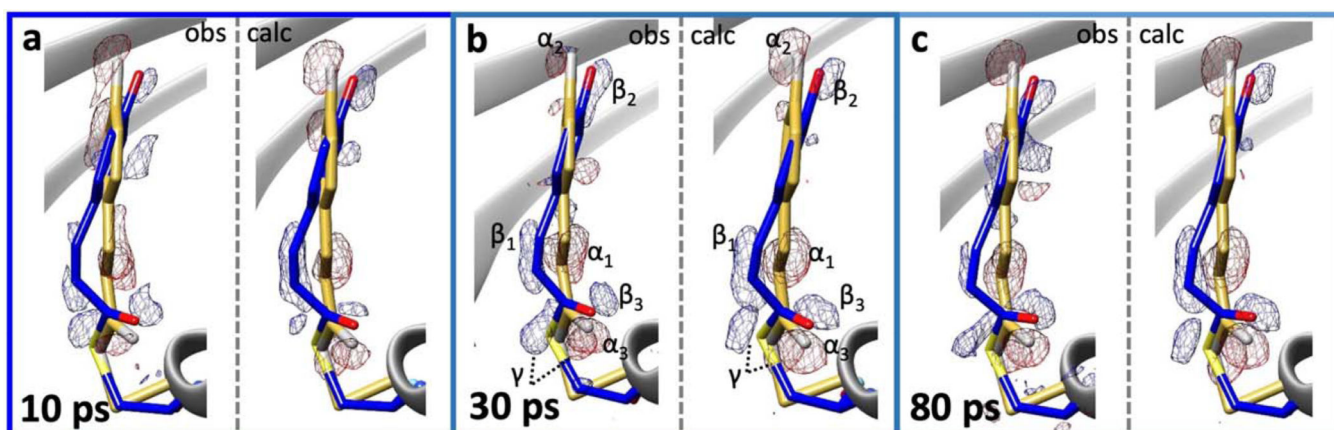 a obs calc
10 ps
b obs calc
α₂ α₂
β₂ β₂
β₁ α₁ β₁ α₁
β₃ β₃
α₃ α₃
γ γ
30 ps
c obs calc
80 ps